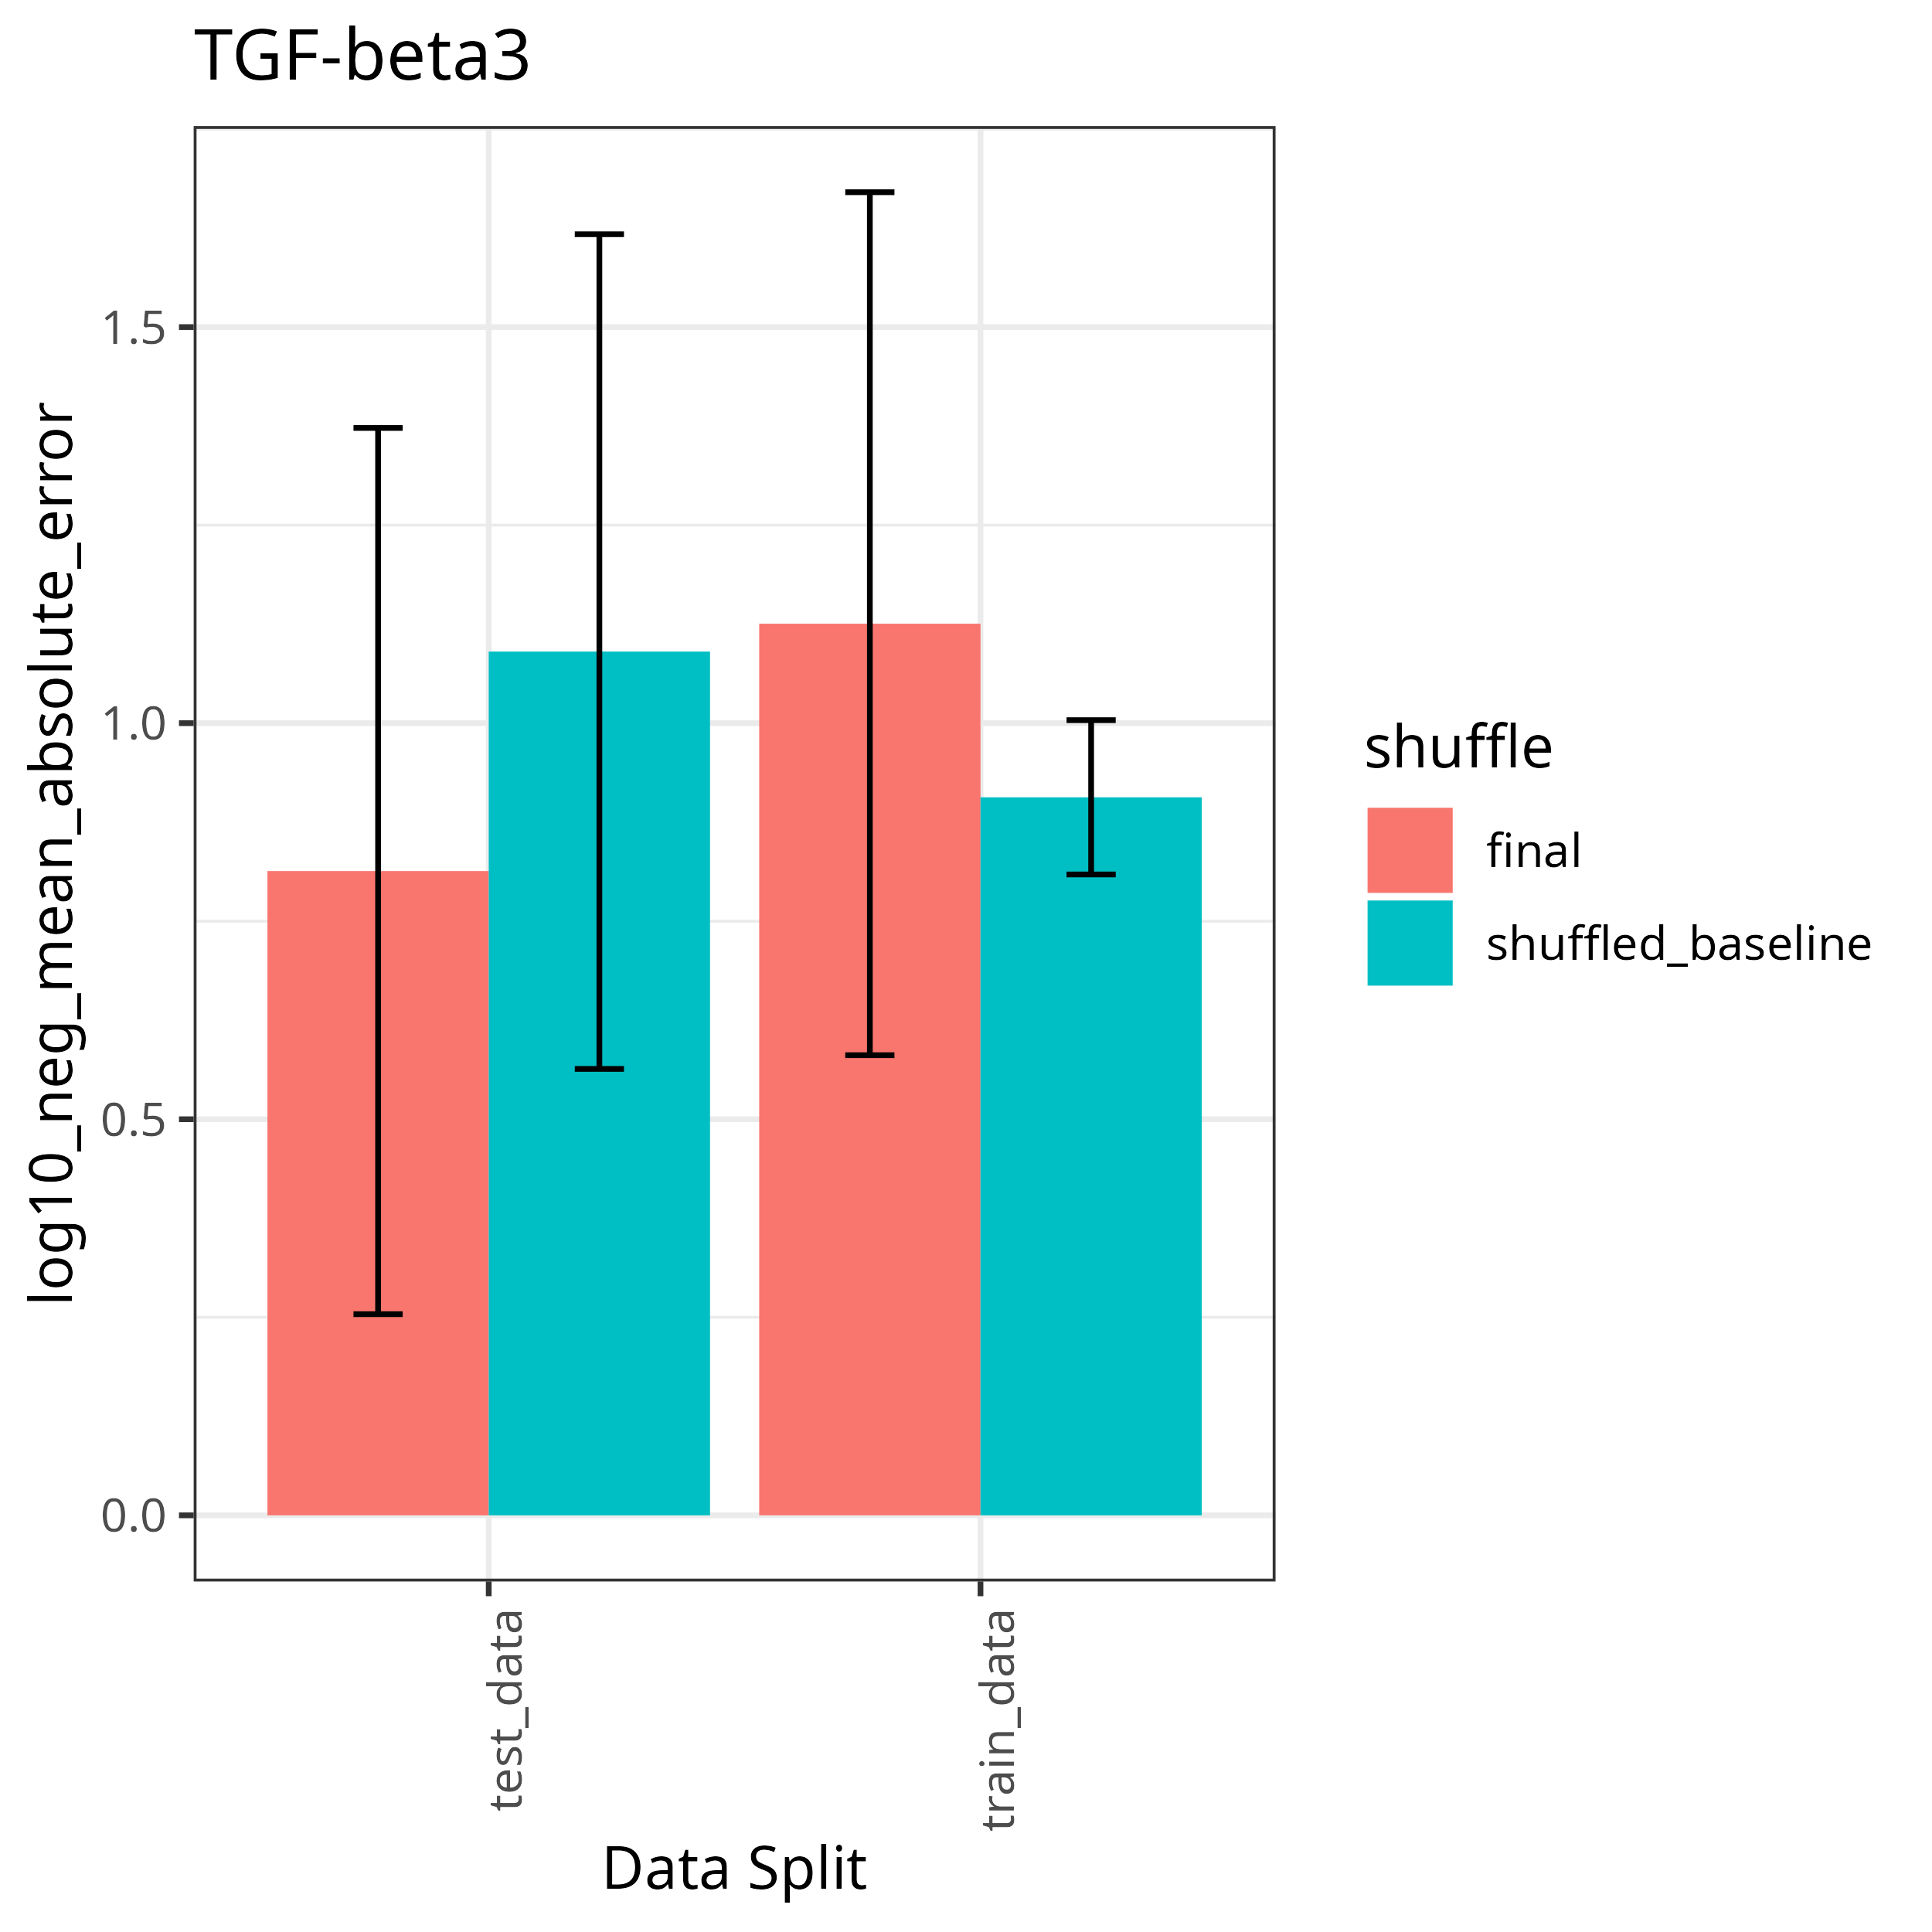 TGF-beta3
log10_neg_mean_absolute_error
1.5
1.0
0.5
0.0
test_data
train_data
Data Split
shuffle
final
shuffled_baseline